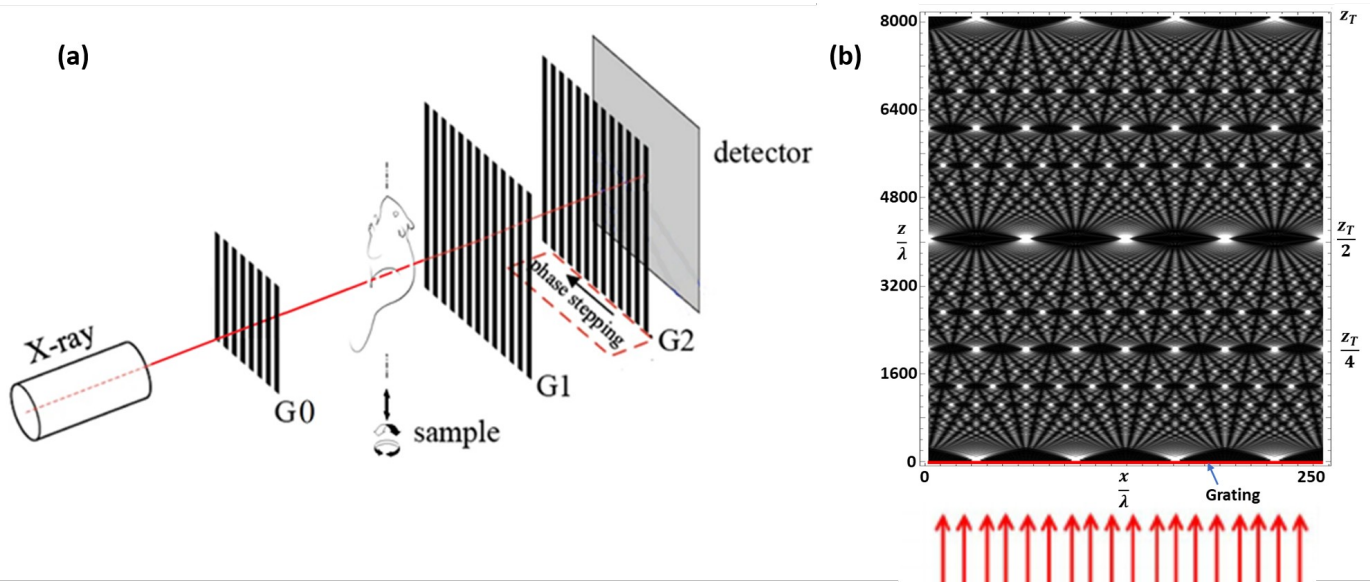 (a)
X-ray
G0
sample
G1
phase stepping
G2
detector
(b)
8000
6400
4800
z
λ
3200
1600
0
z_T
z_T
2
z_T
4
0
x
λ
250
Grating